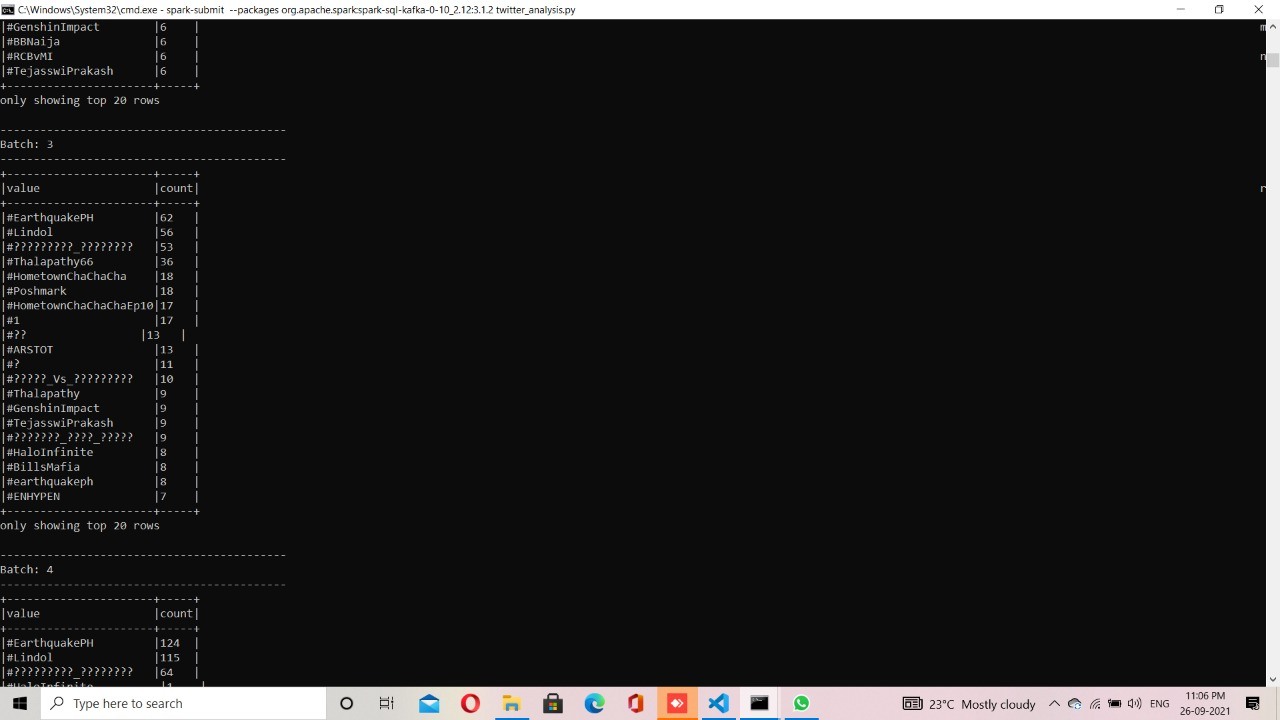 C:\Windows\System32\cmd.exe - spark-submit --packages org.apache.spark:spark-sql-kafka-0-10_2.12:3.1.2 twitter_analysis.py
|#GenshinImpact        |6    |
|#BBNaija              |6    |
|#RCBvMI               |6    |
|#TejasswiPrakash      |6    |
+----------------------+-----+
only showing top 20 rows
-------------------------------------------
Batch: 3
-------------------------------------------
+----------------------+-----+
|value                 |count|
+----------------------+-----+
|#EarthquakePH         |62   |
|#Lindol               |56   |
|#?????????_????????   |53   |
|#Thalapathy66         |36   |
|#HometownChaChaCha    |18   |
|#Poshmark             |18   |
|#HometownChaChaChaEp10|17   |
|#1                    |17   |
|#??                 |13   |
|#ARSTOT               |13   |
|#?                    |11   |
|#?????_Vs_?????????   |10   |
|#Thalapathy           |9    |
|#GenshinImpact        |9    |
|#TejasswiPrakash      |9    |
|#???????_????_?????   |9    |
|#HaloInfinite         |8    |
|#BillsMafia           |8    |
|#earthquakeph         |8    |
|#ENHYPEN              |7    |
+----------------------+-----+
only showing top 20 rows
-------------------------------------------
Batch: 4
-------------------------------------------
+----------------------+-----+
|value                 |count|
+----------------------+-----+
|#EarthquakePH         |124  |
|#Lindol               |115  |
|#?????????_????????   |64   |
Type here to search
23°C Mostly cloudy
ENG
11:06 PM
26-09-2021